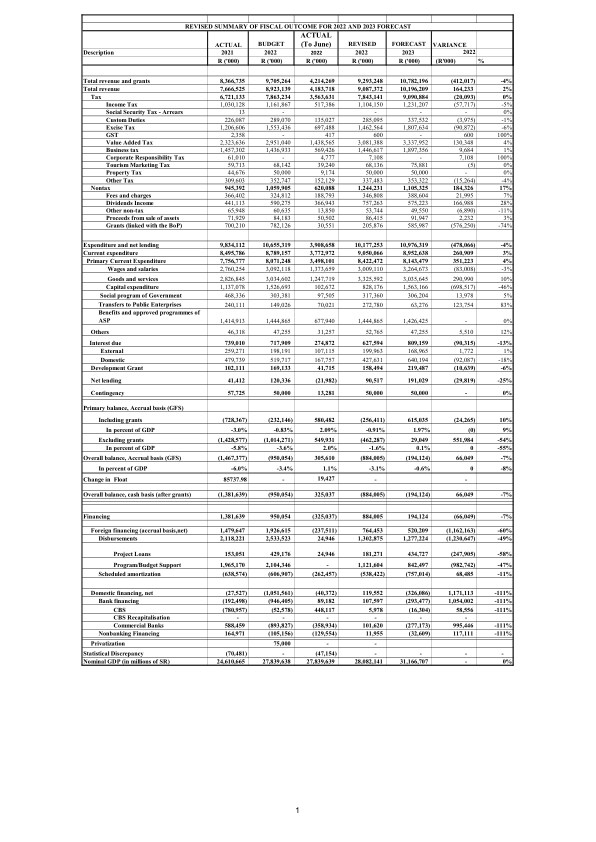 REVISED SUMMARY OF FISCAL OUTCOME FOR 2022 AND 2023 FORECAST
ACTUAL BUDGET ACTUAL (To June) REVISED FORECAST VARIANCE
Description 2021 2022 2022 2022 2023 2022
R ('000) R ('000) R ('000) R ('000) R ('000) (R'000) %
Total revenue and grants 8,366,735 9,705,264 4,214,269 9,293,248 10,782,196 (412,017) -4%
Total revenue 7,666,525 8,923,139 4,183,718 9,087,372 10,196,209 164,233 2%
Tax 6,721,133 7,863,234 3,563,631 7,843,141 9,090,884 (20,093) 0%
Income Tax 1,030,128 1,161,867 517,386 1,104,150 1,231,207 (57,717) -5%
Social Security Tax - Arrears 13 - - - - - 0%
Custom Duties 226,087 289,070 135,027 285,095 337,532 (3,975) -1%
Excise Tax 1,206,606 1,553,436 697,488 1,462,564 1,807,634 (90,872) -6%
GST 2,358 - 417 600 - 600 100%
Value Added Tax 2,323,636 2,951,040 1,438,565 3,081,388 3,337,952 130,348 4%
Business tax 1,457,302 1,436,933 569,426 1,446,617 1,897,356 9,684 1%
Corporate Responsibility Tax 61,010 - 4,777 7,108 - 7,108 100%
Tourism Marketing Tax 59,713 68,142 39,240 68,136 75,881 (5) 0%
Property Tax 44,676 50,000 9,174 50,000 50,000 - 0%
Other Tax 309,603 352,747 152,129 337,483 353,322 (15,264) -4%
Nontax 945,392 1,059,905 620,088 1,244,231 1,105,325 184,326 17%
Fees and charges 366,402 324,812 188,793 346,808 384,604 21,995 7%
Dividends Income 441,113 590,275 366,943 757,263 575,223 166,988 28%
Other non-tax 65,948 60,635 13,850 53,744 49,550 (6,890) -11%
Proceeds from sale of assets 71,929 84,183 50,502 86,415 91,947 2,232 3%
Grants (linked with the BoP) 700,210 782,126 30,551 205,876 585,987 (576,250) -74%
Expenditure and net lending 9,834,112 10,655,319 3,908,658 10,177,253 10,976,319 (478,066) -4%
Current expenditure 8,495,786 8,789,157 3,772,972 9,050,066 8,952,638 260,909 3%
Primary Current Expenditure 7,756,777 8,071,248 3,498,101 8,422,472 8,143,479 351,223 4%
Wages and salaries 2,760,254 3,092,118 1,373,659 3,009,110 3,264,673 (83,008) -3%
Goods and services 2,826,845 3,034,602 1,247,719 3,325,592 3,035,645 290,990 10%
Capital expenditure 1,137,078 1,526,693 102,672 828,176 1,563,166 (698,517) -46%
Social program of Government 468,336 303,381 97,505 317,360 306,204 13,978 5%
Transfers to Public Enterprises 240,111 149,026 70,021 272,780 63,276 123,754 83%
Benefits and approved programmes of
ASP 1,414,913 1,444,865 677,940 1,444,865 1,426,425 - 0%
Others 46,318 47,255 31,257 52,765 47,255 5,510 12%
Interest due 739,010 717,909 274,872 627,594 809,159 (90,315) -13%
External 259,271 198,191 107,115 199,963 168,965 1,772 1%
Domestic 479,739 519,717 167,757 427,631 640,194 (92,087) -18%
Development Grant 102,111 169,133 41,715 158,494 219,487 (10,639) -6%
Net lending 41,412 120,336 (21,982) 90,517 191,029 (29,819) -25%
Contingency 57,725 50,000 13,281 50,000 50,000 - 0%
Primary balance, Accrual basis (GFS)
Including grants (728,367) (232,146) 580,482 (256,411) 615,035 (24,265) 10%
In percent of GDP -3.0% -0.83% 2.09% -0.91% 1.97% (0) 9%
Excluding grants (1,428,577) (1,014,271) 549,931 (462,287) 29,049 551,984 -54%
In percent of GDP -5.8% -3.6% 2.0% -1.6% 0.1% 0 -55%
Overall balance, Accrual basis (GFS) (1,467,377) (950,054) 305,610 (884,005) (194,124) 66,049 -7%
In percent of GDP -6.0% -3.4% 1.1% -3.1% -0.6% 0 -8%
Change in Float 85737.98 - 19,427 - - -
Overall balance, cash basis (after grants) (1,381,639) (950,054) 325,037 (884,005) (194,124) 66,049 -7%
Financing 1,381,639 950,054 (325,037) 884,005 194,124 (66,049) -7%
Foreign financing (accrual basis,net) 1,479,647 1,926,615 (237,511) 764,453 520,209 (1,162,163) -60%
Disbursements 2,118,221 2,533,523 24,946 1,302,875 1,277,224 (1,230,647) -49%
Project Loans 153,051 429,176 24,946 181,271 434,727 (247,905) -58%
Program/Budget Support 1,965,170 2,104,346 - 1,121,604 842,497 (982,742) -47%
Scheduled amortization (638,574) (606,907) (262,457) (538,422) (757,014) 68,485 -11%
Domestic financing, net (27,527) (1,051,561) (40,372) 119,552 (326,086) 1,171,113 -111%
Bank financing (192,498) (946,405) 89,182 107,597 (293,477) 1,054,002 -111%
CBS (780,957) (52,578) 448,117 5,978 (16,304) 58,556 -111%
CBS Recapitalisation - - - - - -
Commercial Banks 588,459 (893,827) (358,934) 101,620 (277,173) 995,446 -111%
Nonbanking Financing 164,971 (105,156) (129,554) 11,955 (32,609) 117,111 -111%
Privatization 75,000 - -
Statistical Discrepancy (70,481) - (47,154) - - - -
Nominal GDP (in millions of SR) 24,610,665 27,839,638 27,839,639 28,082,141 31,166,707 - 0%
1